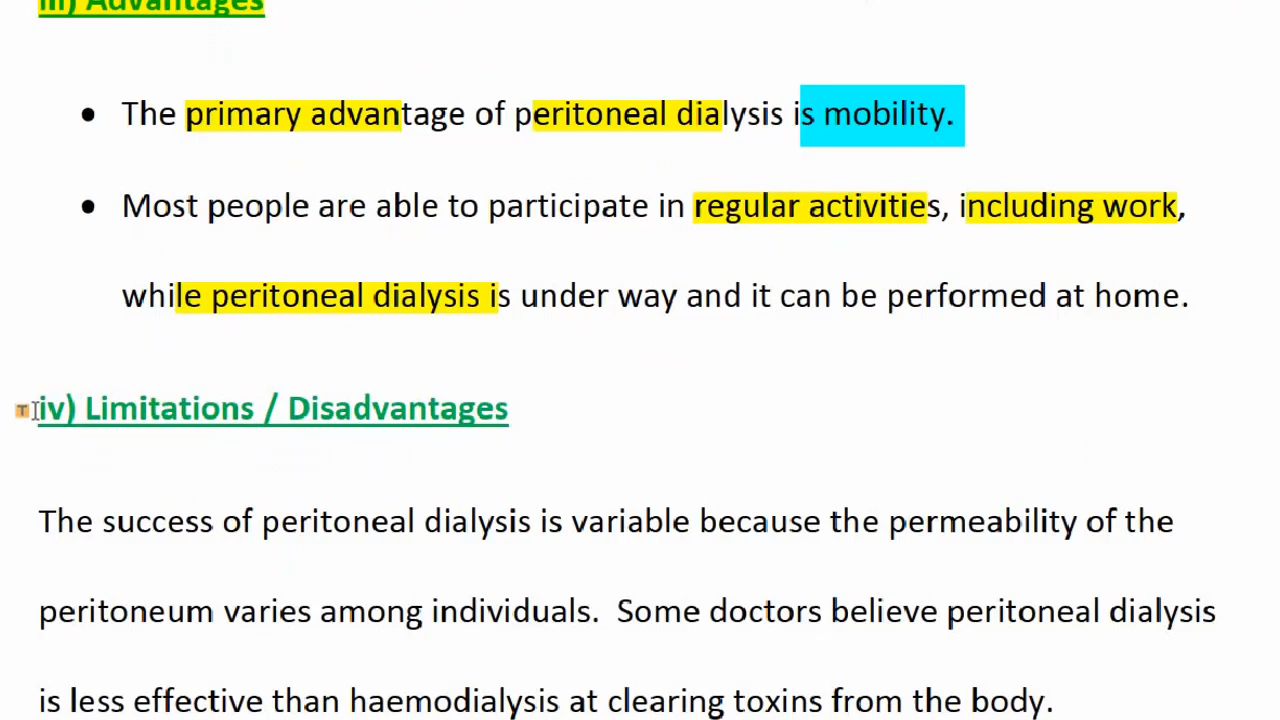 iii) Advantages
• The primary advantage of peritoneal dialysis is mobility.
• Most people are able to participate in regular activities, including work,
while peritoneal dialysis is under way and it can be performed at home.
iv) Limitations / Disadvantages
The success of peritoneal dialysis is variable because the permeability of the
peritoneum varies among individuals.  Some doctors believe peritoneal dialysis
is less effective than haemodialysis at clearing toxins from the body.